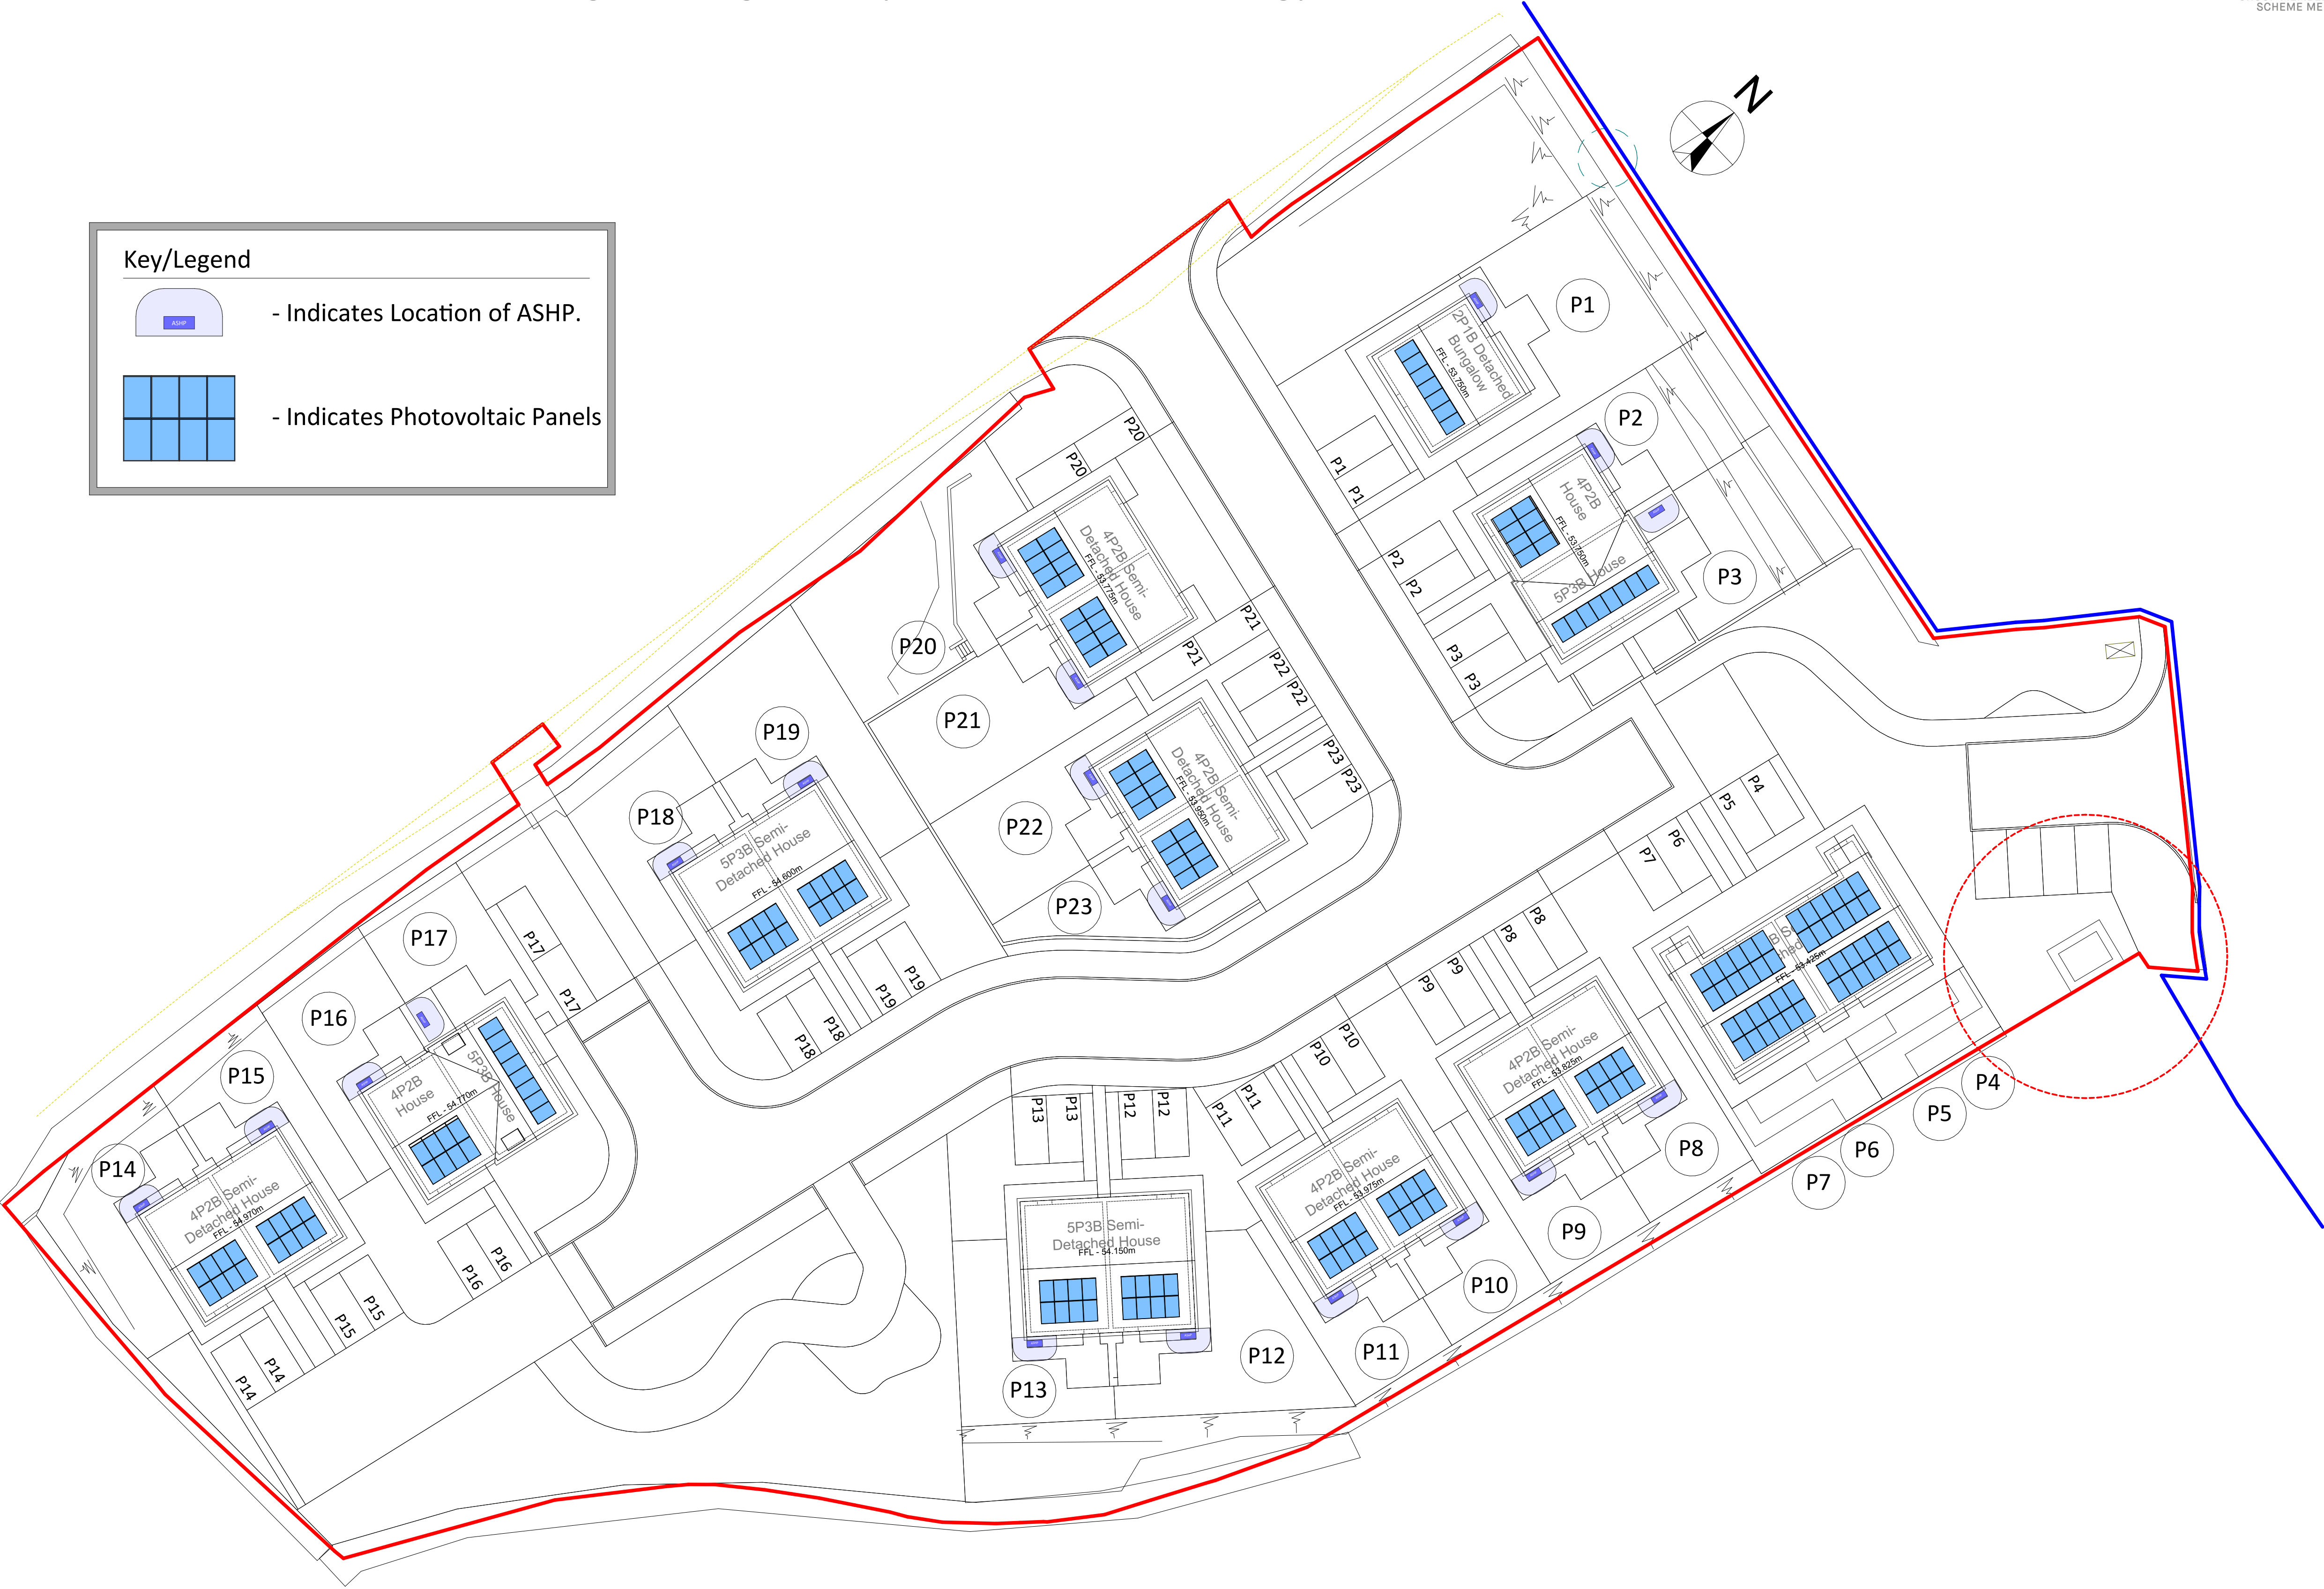 SCHEME ME
N
Key/Legend
ASHP
- Indicates Location of ASHP.
- Indicates Photovoltaic Panels
P1
2P1B Detached
Bungalow
FFL - 53.750m
P1
P1
P2
4P2B
House
FFL - 53.750m
5P3B House
P3
P2
P2
P3
P3
P20
P20
4P2B Semi-
Detached House
FFL - 53.775m
P20
P21
P21
P21
P22
P22
P23
P23
4P2B Semi-
Detached House
FFL - 53.950m
P22
P23
P19
P18
5P3B Semi-
Detached House
FFL - 54.600m
P19
P19
P18
P18
P17
P17
P17
P16
4P2B
House
5P3B House
FFL - 54.770m
P16
P16
P15
P14
4P2B Semi-
Detached House
FFL - 54.970m
P15
P15
P14
P14
P4
P5
P6
P7
FFL - 53.425m
P4
P5
P6
P7
P8
P8
P9
P9
4P2B Semi-
Detached House
FFL - 53.825m
P8
P9
P10
P10
P11
P11
4P2B Semi-
Detached House
FFL - 53.975m
P10
P11
P13
P13
P12
P12
5P3B Semi-
Detached House
FFL - 54.150m
P12
P13